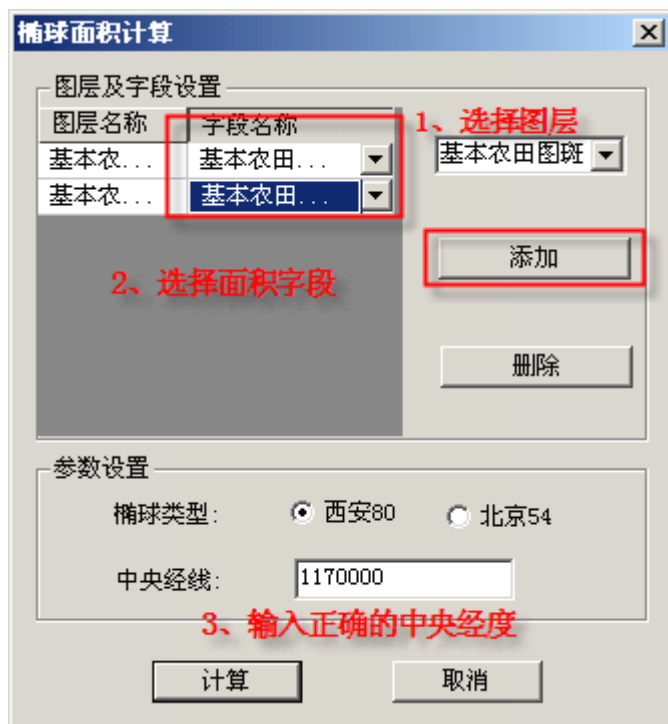 椭球面积计算
图层及字段设置
图层名称 字段名称
1、选择图层
基本农... 基本农田... 基本农田图斑
基本农... 基本农田...
添加
2、选择面积字段
删除
参数设置
椭球类型: 西安80 北京54
中央经线: 1170000
3、输入正确的中央经度
计算 取消